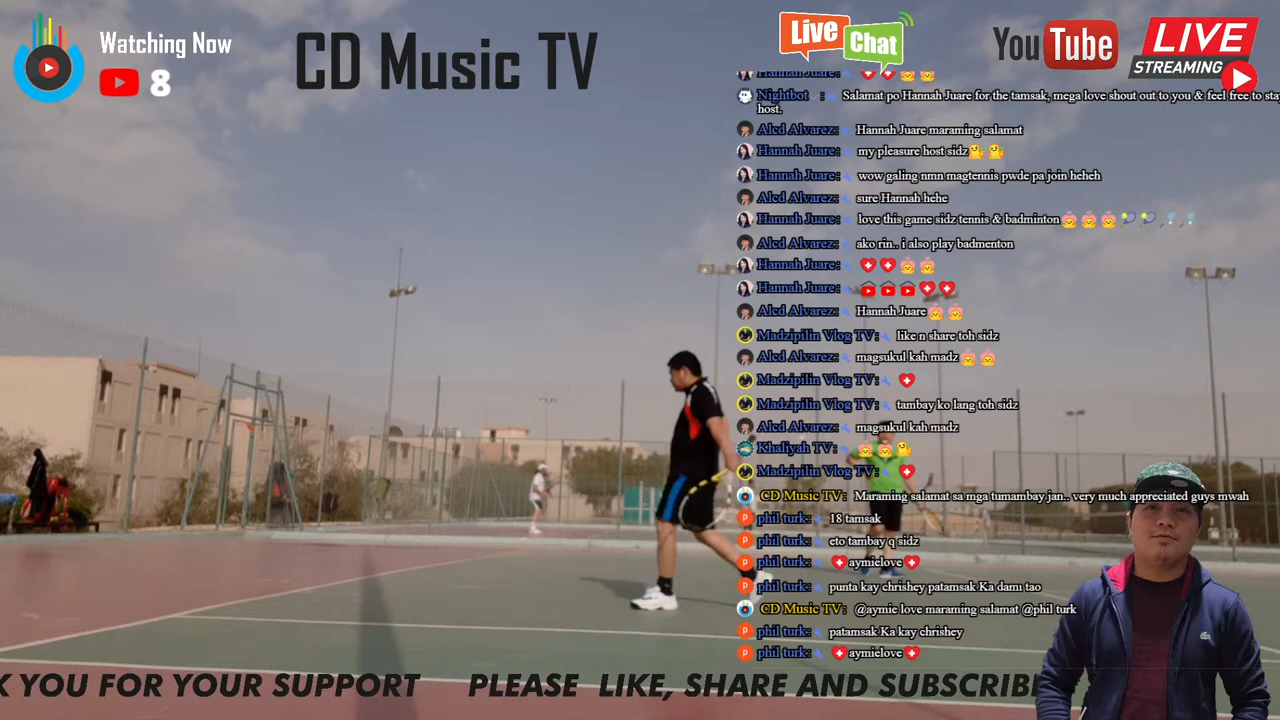 Watching Now
8
CD Music TV
Live Chat
YouTube
LIVE
STREAMING
Hannah Juare:
Nightbot : Salamat po Hannah Juare for the tamsak, mega love shout out to you & feel free to stay
host.
Alcd Alvarez: Hannah Juare maraming salamat
Hannah Juare: my pleasure host sidz
Hannah Juare: wow galing nmn magtennis pwde pa join heheh
Alcd Alvarez: sure Hannah hehe
Hannah Juare: love this game sidz tennis & badminton
Alcd Alvarez: ako rin.. i also play badmenton
Hannah Juare:
Hannah Juare:
Alcd Alvarez: Hannah Juare
Madzipilin Vlog TV: like n share toh sidz
Alcd Alvarez: magsukul kah madz
Madzipilin Vlog TV:
Madzipilin Vlog TV: tambay ko lang toh sidz
Alcd Alvarez: magsukul kah madz
Khaliyah TV:
Madzipilin Vlog TV:
CD Music TV: Maraming salamat sa mga tumambay jan.. very much appreciated guys mwah
phil turk: 18 tamsak
phil turk: eto tambay q sidz
phil turk: aymielove
phil turk: punta kay chrishey patamsak Ka dami tao
CD Music TV: @aymie love maraming salamat @phil turk
phil turk: patamsak Ka kay chrishey
phil turk: aymielove
K YOU FOR YOUR SUPPORT PLEASE LIKE, SHARE AND SUBSCRIB